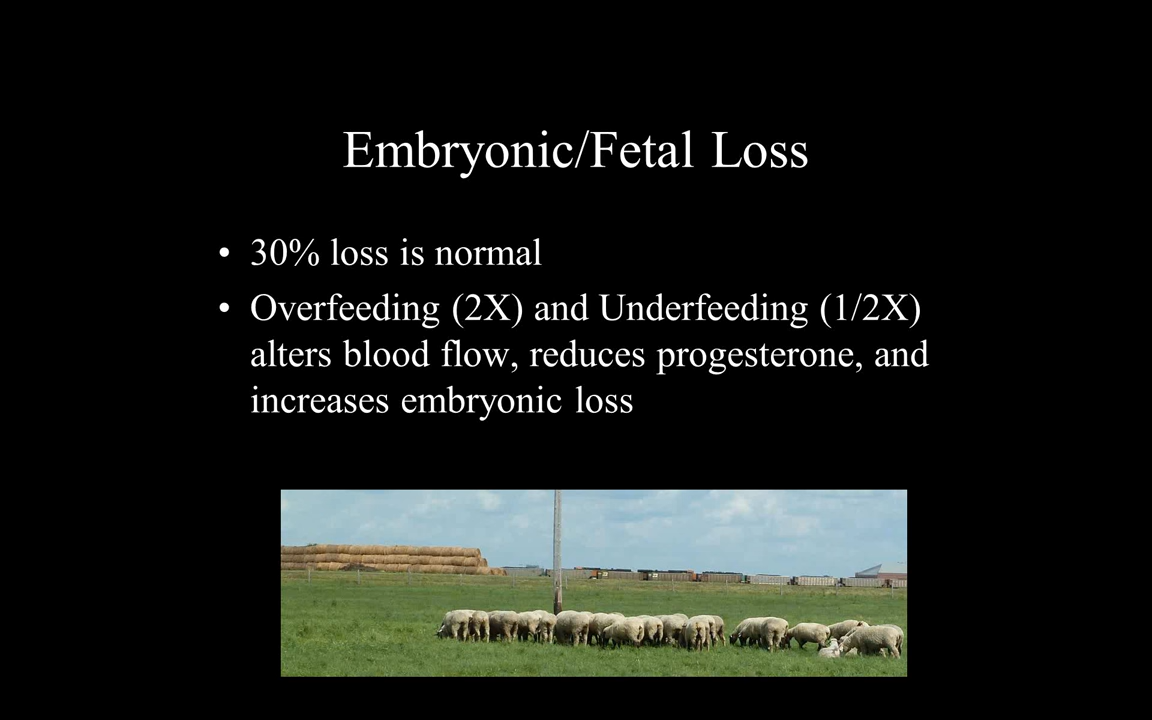 Embryonic/Fetal Loss
• 30% loss is normal
• Overfeeding (2X) and Underfeeding (1/2X)
alters blood flow, reduces progesterone, and
increases embryonic loss